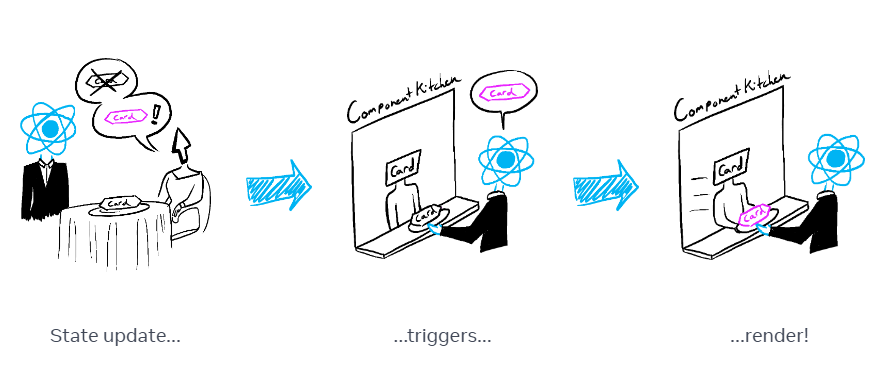 Card
Card !
Card
State update...
Component Kitchen
Card
Card
Card
...triggers...
Component Kitchen
Card
Card
...render!